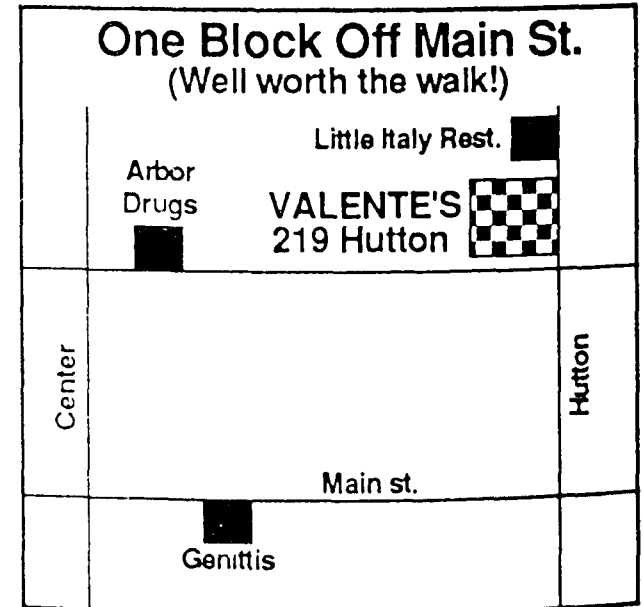 One Block Off Main St.
(Well worth the walk!)
Little Italy Rest.
Arbor
Drugs
VALENTE'S
219 Hutton
Center
Hutton
Main st.
Genittis